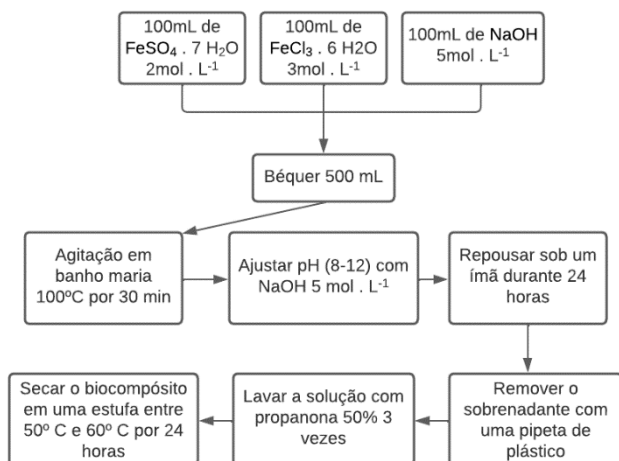 100mL de
FeSO₄ . 7 H₂O
2mol . L⁻¹
100mL de
FeCl₃ . 6 H2O
3mol . L⁻¹
100mL de NaOH
5mol . L⁻¹
Béquer 500 mL
Agitação em
banho maria
100ºC por 30 min
Ajustar pH (8-12) com
NaOH 5 mol . L⁻¹
Repousar sob um
ímã durante 24
horas
Remover o
sobrenadante com
uma pipeta de
plástico
Lavar a solução com
propanona 50% 3
vezes
Secar o biocompósito
em uma estufa entre
50º C e 60º C por 24
horas